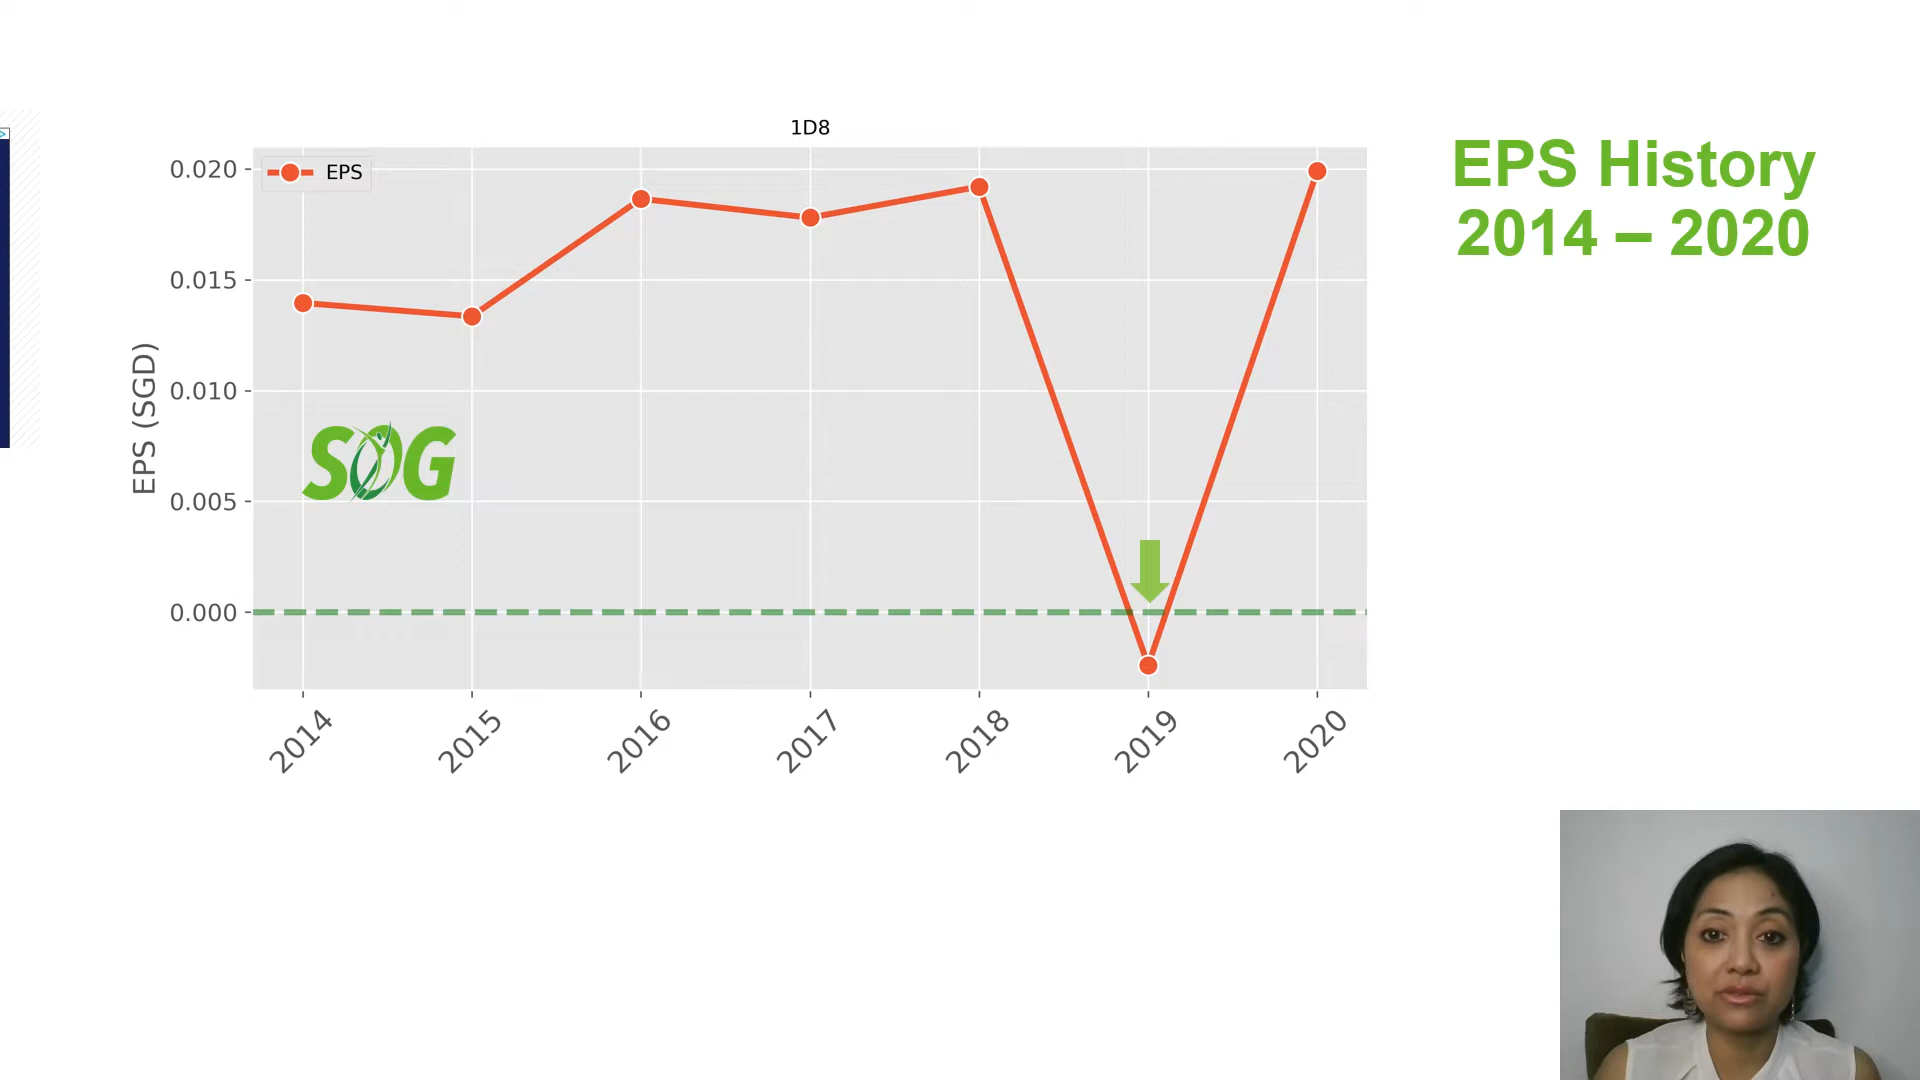 1D8
EPS History
2014 – 2020
EPS
0.020
0.015
0.010
0.005
0.000
EPS (SGD)
SOG
2014
2015
2016
2017
2018
2019
2020